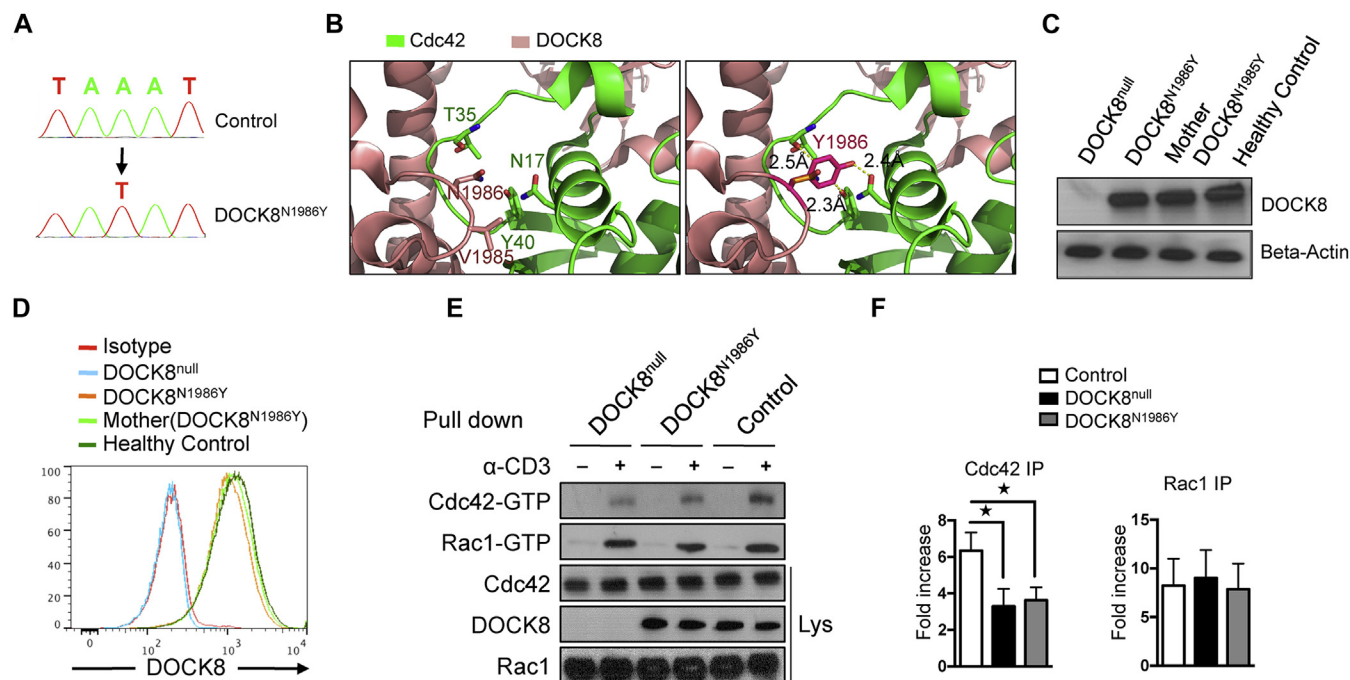 A
T A A A T
Control
T
DOCK8N1986Y
B
Cdc42
DOCK8
T35
N17
N1986
Y40
V1985
Y1986
2.5Å
2.4Å
2.3Å
C
DOCK8null
DOCK8N1986Y
Mother
DOCK8N1985Y
Healthy Control
DOCK8
Beta-Actin
D
Isotype
DOCK8null
DOCK8N1986Y
Mother(DOCK8N1986Y)
Healthy Control
100
80
60
40
20
0
0 102 103 104
DOCK8
E
DOCK8null
DOCK8N1986Y
Control
Pull down
α-CD3 – + – + – +
Cdc42-GTP
Rac1-GTP
Cdc42
DOCK8
Rac1
Lys
F
Control
DOCK8null
DOCK8N1986Y
Cdc42 IP
Fold increase
8
6
4
2
0
Rac1 IP
Fold increase
15
10
5
0